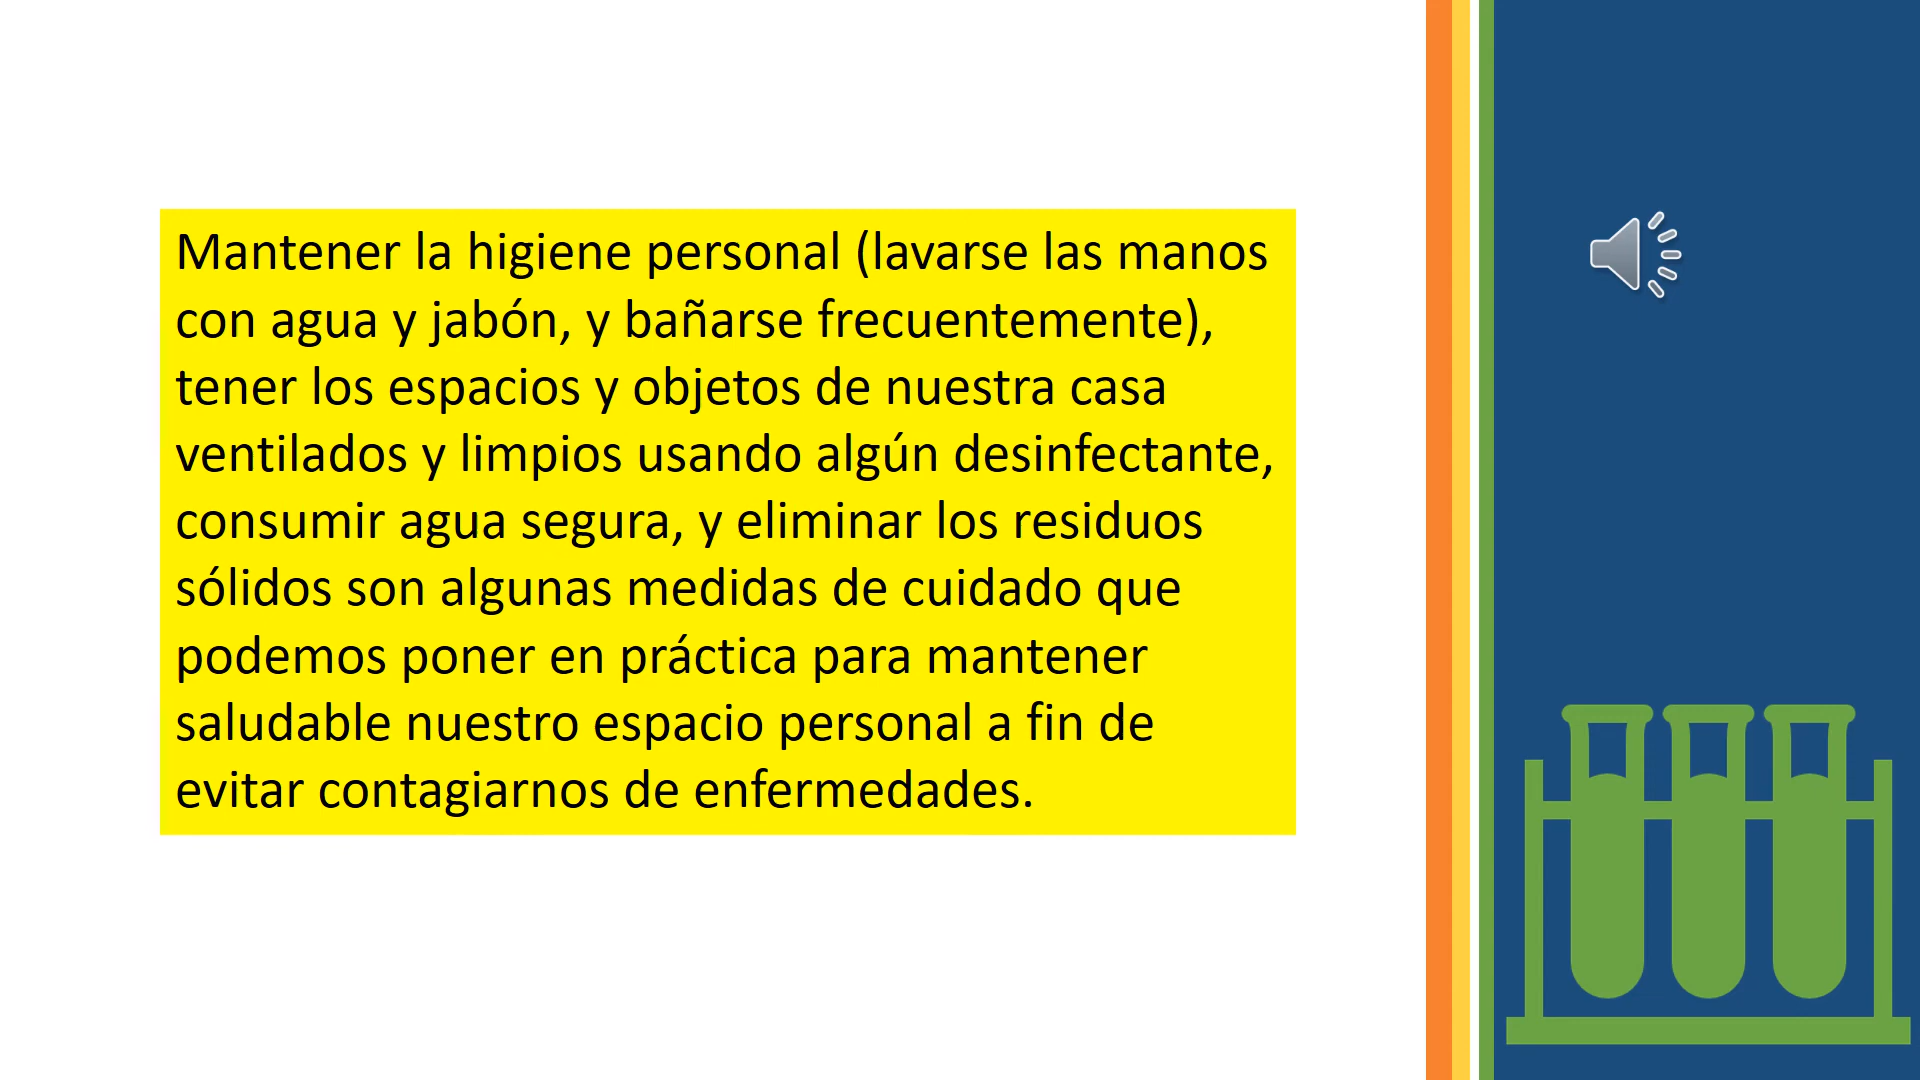 Mantener la higiene personal (lavarse las manos
con agua y jabón, y bañarse frecuentemente),
tener los espacios y objetos de nuestra casa
ventilados y limpios usando algún desinfectante,
consumir agua segura, y eliminar los residuos
sólidos son algunas medidas de cuidado que
podemos poner en práctica para mantener
saludable nuestro espacio personal a fin de
evitar contagiarnos de enfermedades.